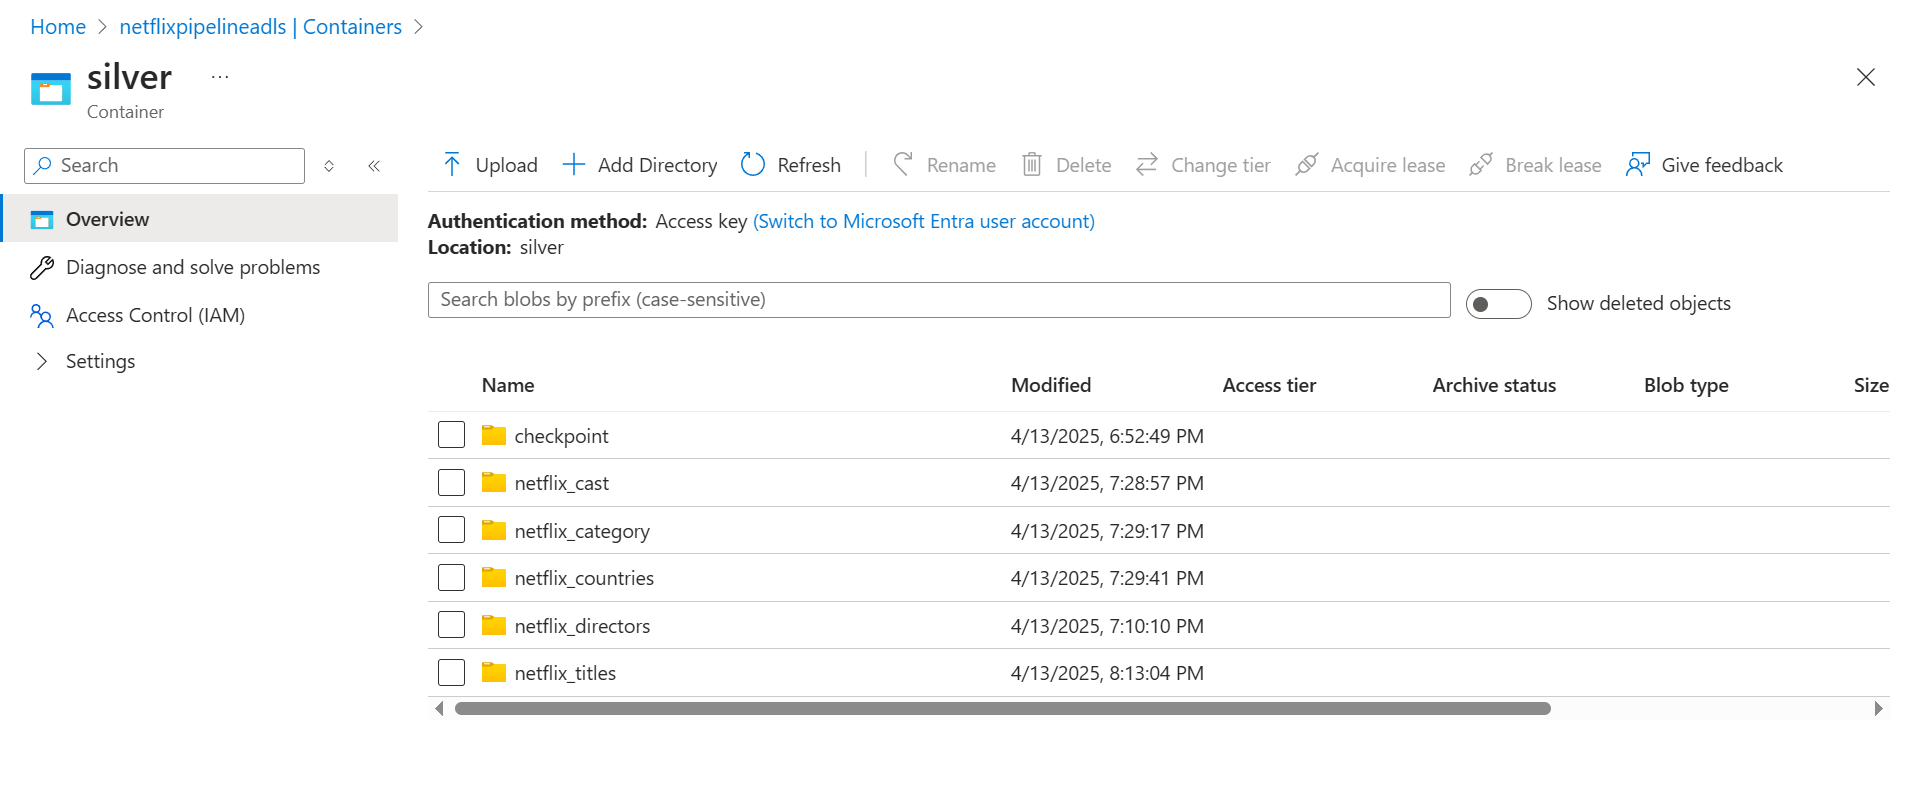 Home > netflixpipelineadls | Containers >
silver ...
Container
Search
Overview
Diagnose and solve problems
Access Control (IAM)
Settings
Upload Add Directory Refresh Rename Delete Change tier Acquire lease Break lease Give feedback
Authentication method: Access key (Switch to Microsoft Entra user account)
Location: silver
Search blobs by prefix (case-sensitive)
Show deleted objects
Name Modified Access tier Archive status Blob type Size
checkpoint 4/13/2025, 6:52:49 PM
netflix_cast 4/13/2025, 7:28:57 PM
netflix_category 4/13/2025, 7:29:17 PM
netflix_countries 4/13/2025, 7:29:41 PM
netflix_directors 4/13/2025, 7:10:10 PM
netflix_titles 4/13/2025, 8:13:04 PM